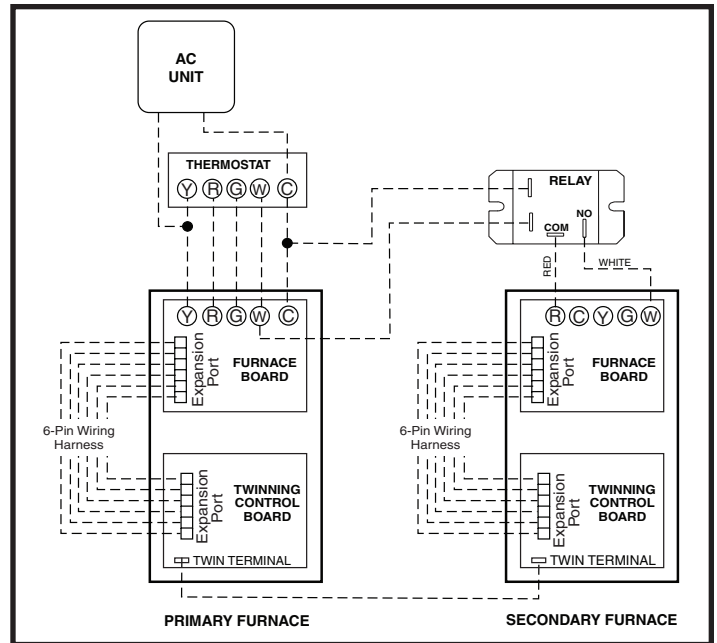 AC
UNIT
THERMOSTAT
Y R G W C
RELAY
COM
NO
RED
WHITE
Y R G W C
FURNACE
BOARD
Expansion
Port
6-Pin Wiring
Harness
TWINNING
CONTROL
BOARD
Expansion
Port
TWIN TERMINAL
PRIMARY FURNACE
R C Y G W
FURNACE
BOARD
Expansion
Port
6-Pin Wiring
Harness
TWINNING
CONTROL
BOARD
Expansion
Port
TWIN TERMINAL
SECONDARY FURNACE